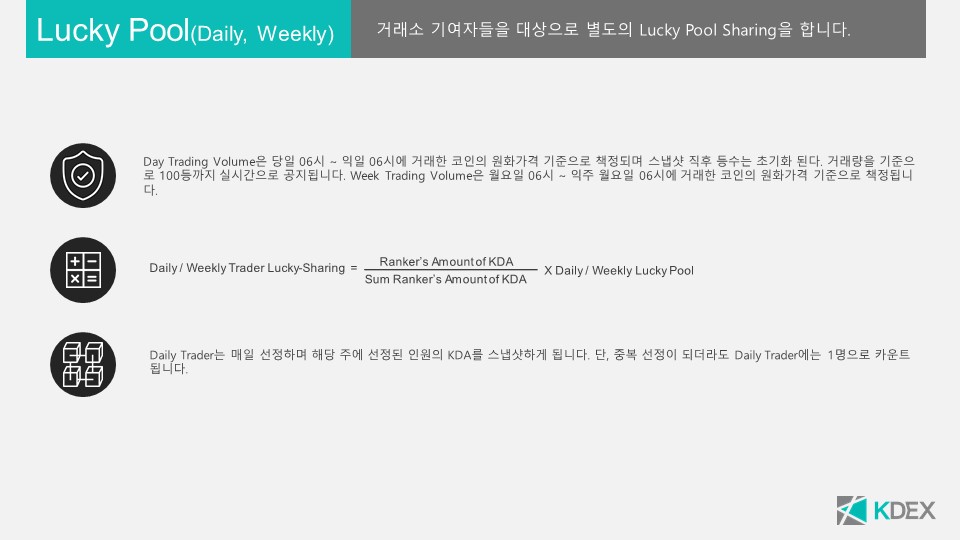 Lucky Pool(Daily, Weekly)
거래소 기여자들을 대상으로 별도의 Lucky Pool Sharing을 합니다.
Day Trading Volume은 당일 06시 ~ 익일 06시에 거래한 코인의 원화가격 기준으로 책정되며 스냅샷 직후 등수는 초기화 된다. 거래량을 기준으
로 100등까지 실시간으로 공지됩니다. Week Trading Volume은 월요일 06시 ~ 익주 월요일 06시에 거래한 코인의 원화가격 기준으로 책정됩니
다.
Daily / Weekly Trader Lucky-Sharing =
Ranker's Amount of KDA
Sum Ranker's Amount of KDA
X Daily / Weekly Lucky Pool
Daily Trader는 매일 선정하며 해당 주에 선정된 인원의 KDA를 스냅샷하게 됩니다. 단, 중복 선정이 되더라도 Daily Trader에는 1명으로 카운트
됩니다.
KDEX